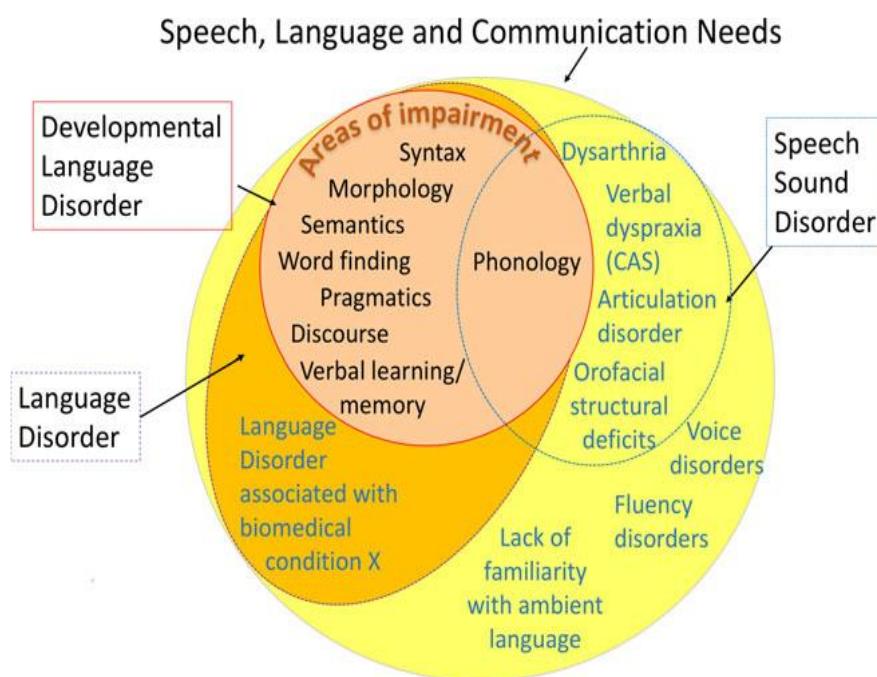 Speech, Language and Communication Needs
Developmental
Language
Disorder
Areas of impairment
Syntax
Morphology
Semantics
Word finding
Pragmatics
Discourse
Verbal learning/
memory
Phonology
Dysarthria
Verbal
dyspraxia
(CAS)
Articulation
disorder
Orofacial
structural
deficits
Speech
Sound
Disorder
Language
Disorder
Language
Disorder
associated with
biomedical
condition X
Voice
disorders
Fluency
disorders
Lack of
familiarity
with ambient
language